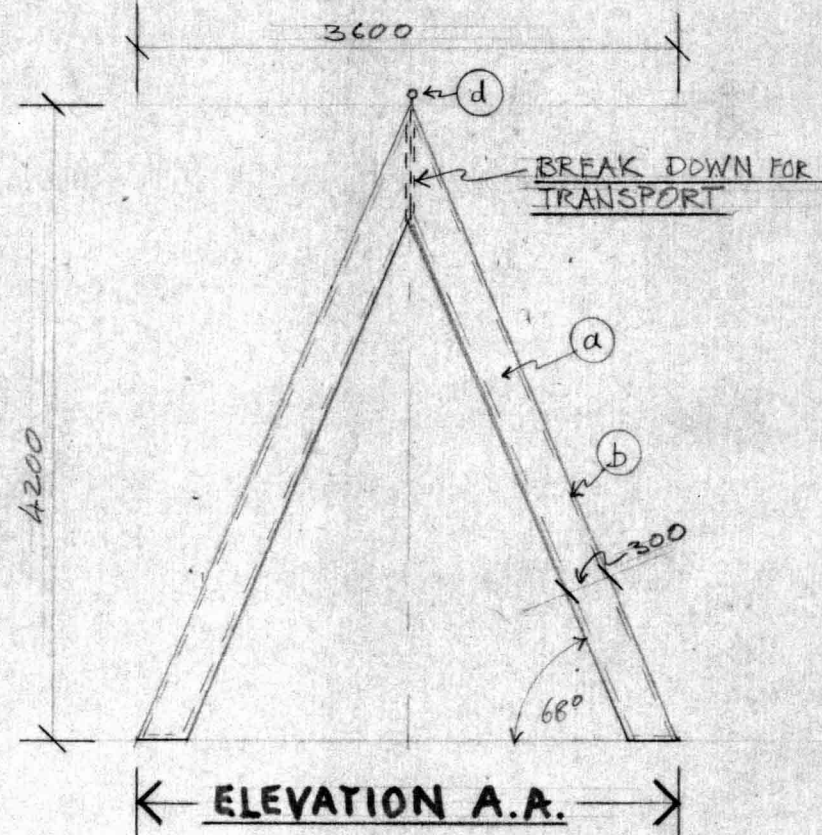 3600
d
BREAK DOWN FOR
TRANSPORT
a
4200
b
300
68°
ELEVATION A.A.